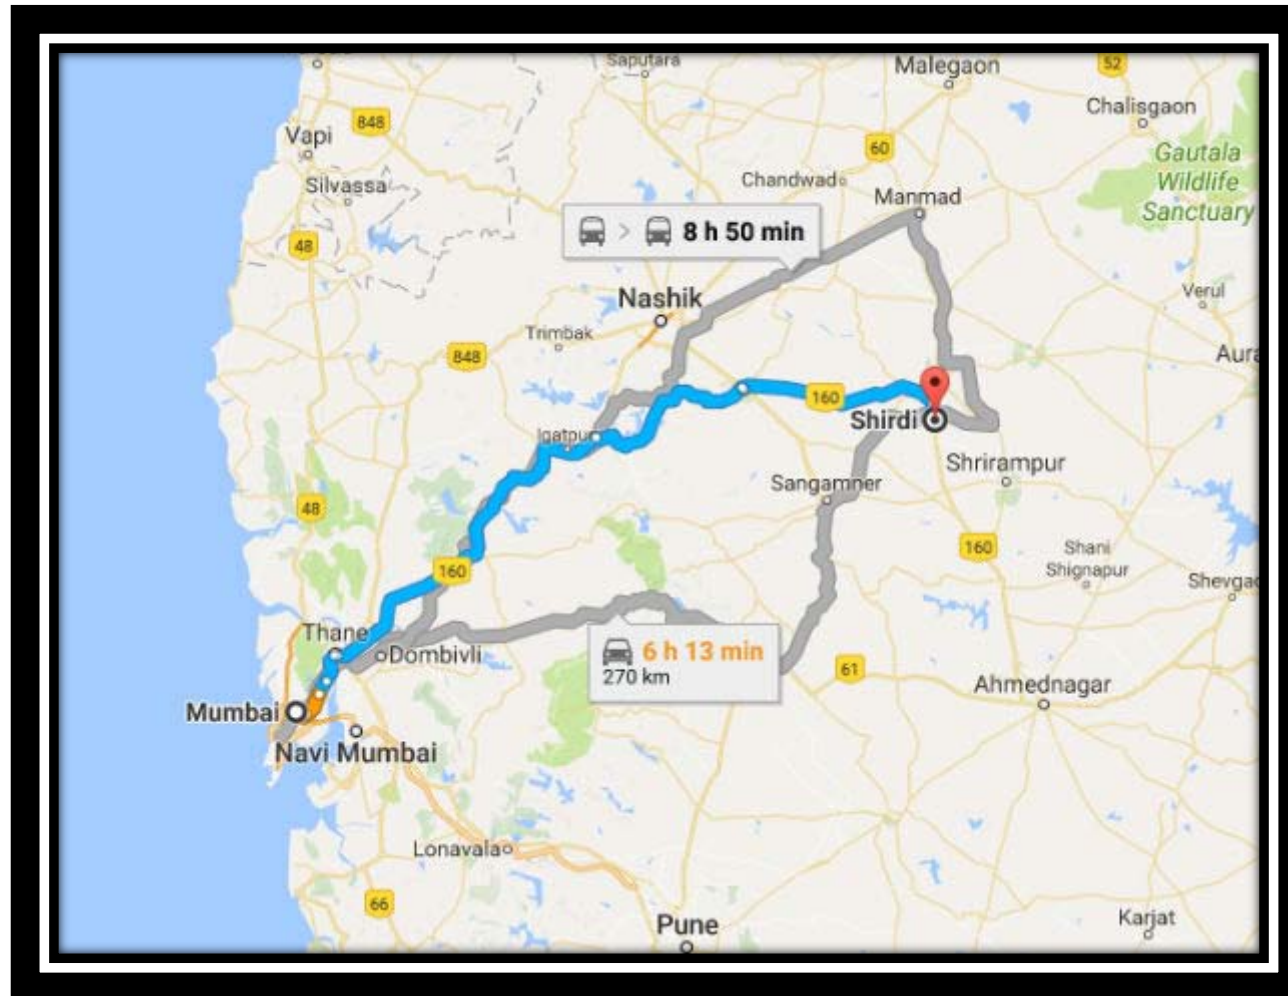 Saputara
Malegaon
52
Chalisgaon
848
Vapi
60
Gautala
Wildlife
Sanctuary
Chandwad
Silvassa
Manmad
48
> 8 h 50 min
Nashik
Verul
Trimbak
848
Aura
160
Shirdi
Igatpuri
Shrirampur
Sangamner
48
160
Shani
Shignapur
160
Shevgao
Thane
Dombivli
6 h 13 min
270 km
61
Ahmednagar
Mumbai
Navi Mumbai
Lonavala
66
Pune
Karjat